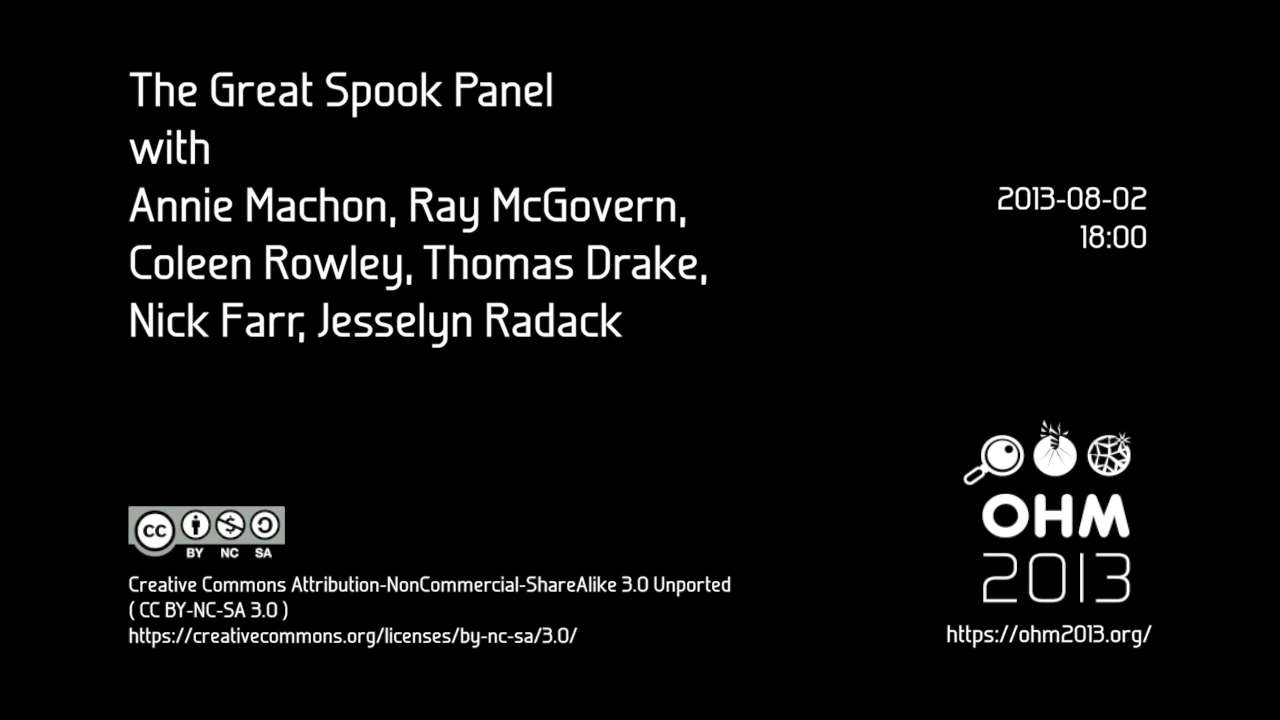 The Great Spook Panel
with
Annie Machon, Ray McGovern,
Coleen Rowley, Thomas Drake,
Nick Farr, Jesselyn Radack
2013-08-02
18:00
cc
BY NC SA
Creative Commons Attribution-NonCommercial-ShareAlike 3.0 Unported
( CC BY-NC-SA 3.0 )
https://creativecommons.org/licenses/by-nc-sa/3.0/
OHM
2013
https://ohm2013.org/